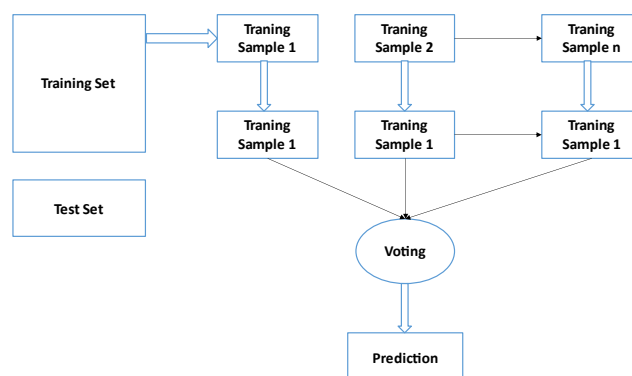 Training Set
Traning
Sample 1
Traning
Sample 2
Traning
Sample n
Traning
Sample 1
Traning
Sample 1
Traning
Sample 1
Test Set
Voting
Prediction